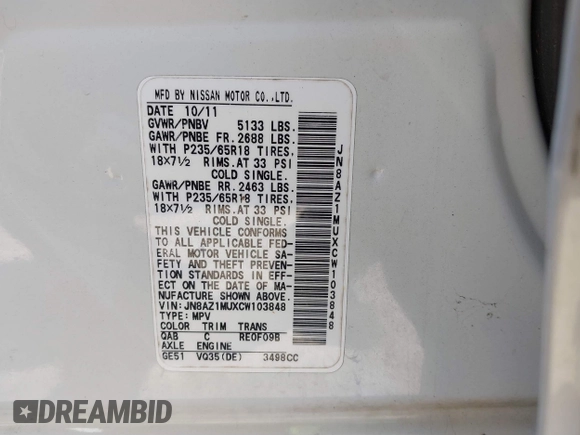 MFD BY NISSAN MOTOR CO.,LTD.
DATE 10/11
GVWR/PNBV 5133 LBS.
GAWR/PNBE FR. 2688 LBS.
WITH P235/65R18 TIRES,
18X7½ RIMS.AT 33 PSI
COLD SINGLE.
GAWR/PNBE RR. 2463 LBS.
WITH P235/65R18 TIRES,
18X7½ RIMS.AT 33 PSI
COLD SINGLE.
THIS VEHICLE CONFORMS
TO ALL APPLICABLE FED-
ERAL MOTOR VEHICLE SA-
FETY AND THEFT PREVEN-
TION STANDARDS IN EFF-
ECT ON THE DATE OF MA-
NUFACTURE SHOWN ABOVE.
VIN: JN8AZ1MUXCW103848
TYPE: MPV
COLOR TRIM TRANS
QAB C RE0F09B
AXLE ENGINE
GE51 VQ35(DE) 3498CC
JN8AZ1MUXCW103848
DREAMBID